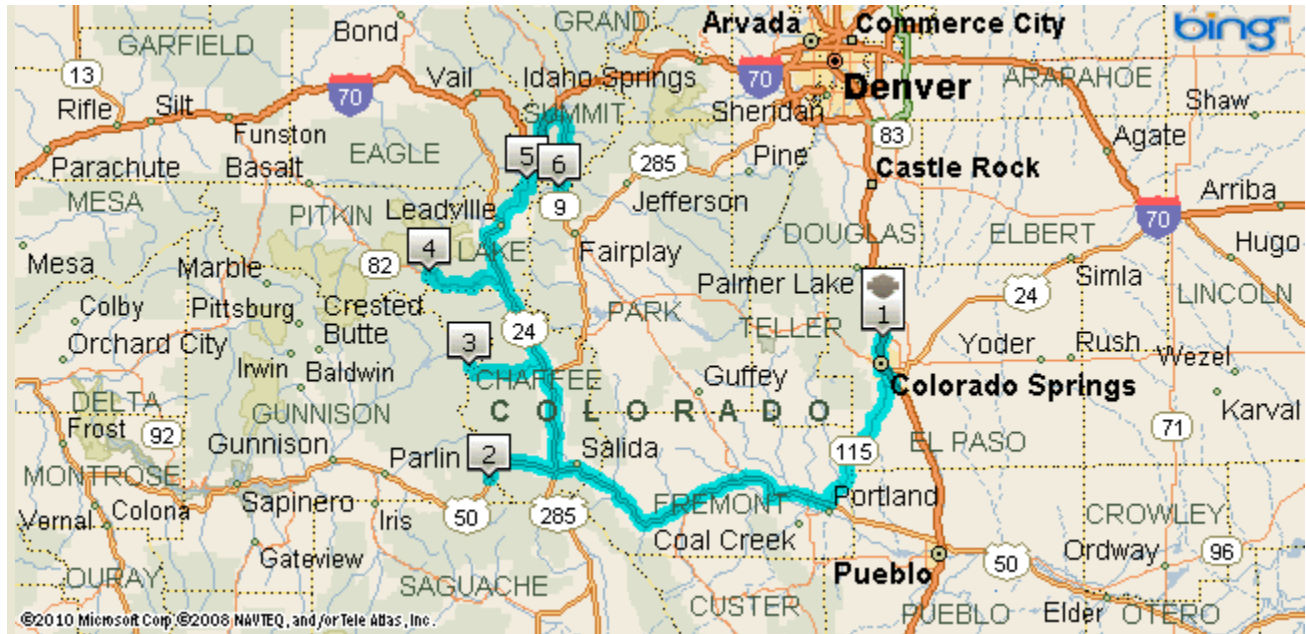 GRAND
Arvada
Commerce City
bing
Bond
GARFIELD
13
Vail
Idaho Springs
70
70
Denver
ARAPAHOE
Rifle
Silt
SUMMIT
Sheridan
Shaw
Funston
83
Agate
Parachute
Basalt
EAGLE
5
6
285
Pine
Castle Rock
MESA
PITKIN
Leadville
9
Jefferson
70
Arriba
4
LAKE
DOUGLAS
ELBERT
Mesa
Marble
82
Fairplay
Hugo
Palmer Lake
Simla
Colby
Pittsburg
Crested
Butte
24
PARK
TELLER
1
24
LINCOLN
Orchard City
3
Yoder
Rush
Wezel
Irwin
Baldwin
CHAFFEE
Guffey
Colorado Springs
DELTA
Frost
92
GUNNISON
COLORADO
Karval
Gunnison
Parlin
2
Salida
115
EL PASO
71
MONTROSE
Sapinero
Portland
Vernal
Colona
Iris
50
285
FREMONT
CROWLEY
Gateview
Coal Creek
Ordway
96
OURAY
SAGUACHE
Pueblo
50
CUSTER
PUEBLO
Elder
OTERO
©2010 Microsoft Corp ©2008 NAVTEQ, and/or Tele Atlas, Inc.